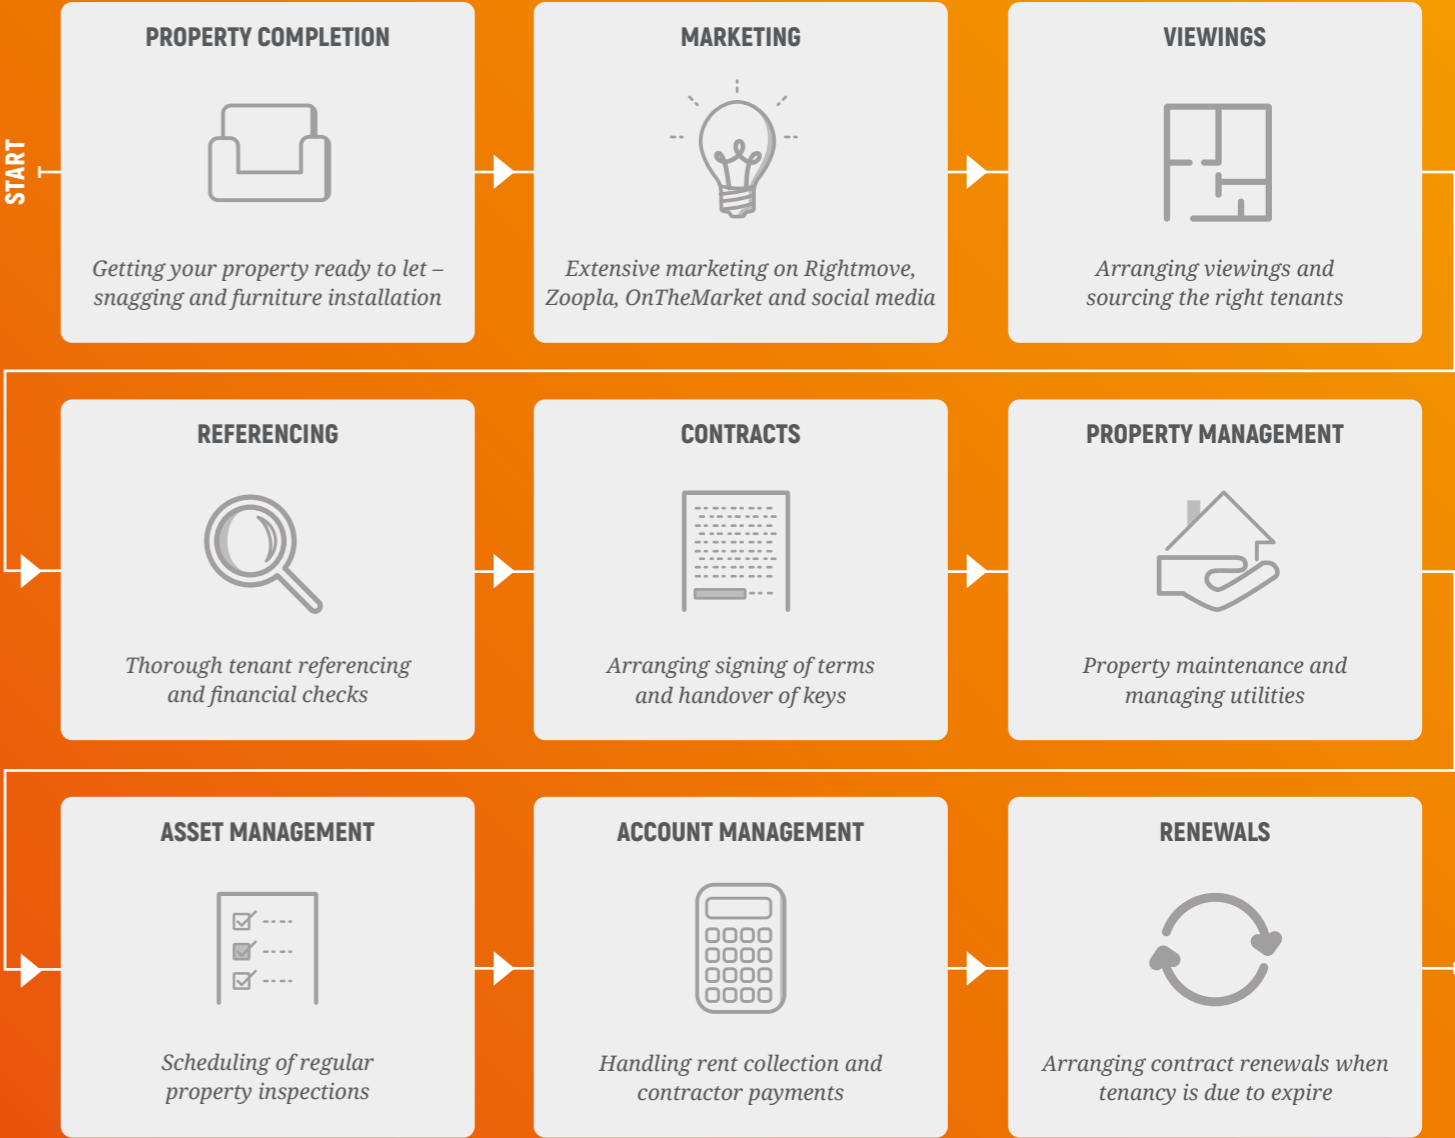 START
PROPERTY COMPLETION
Getting your property ready to let –
snagging and furniture installation
MARKETING
Extensive marketing on Rightmove,
Zoopla, OnTheMarket and social media
VIEWINGS
Arranging viewings and
sourcing the right tenants
REFERENCING
Thorough tenant referencing
and financial checks
CONTRACTS
Arranging signing of terms
and handover of keys
PROPERTY MANAGEMENT
Property maintenance and
managing utilities
ASSET MANAGEMENT
Scheduling of regular
property inspections
ACCOUNT MANAGEMENT
Handling rent collection and
contractor payments
RENEWALS
Arranging contract renewals when
tenancy is due to expire